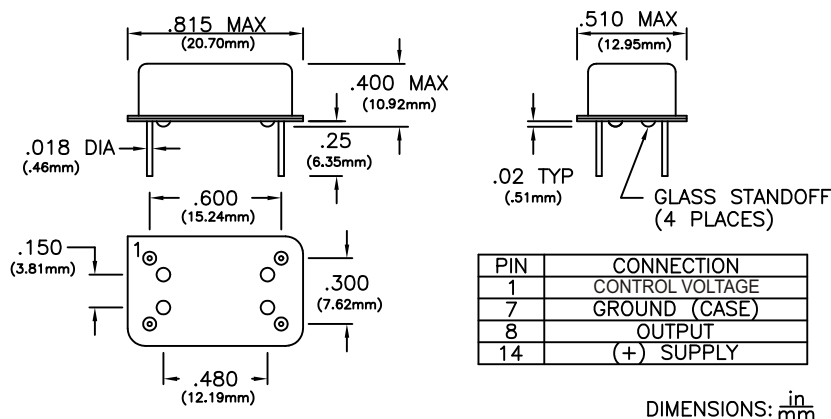 .815 MAX
(20.70mm)
.510 MAX
(12.95mm)
.400 MAX
(10.92mm)
.018 DIA
(.46mm)
.25
(6.35mm)
.02 TYP
(.51mm)
GLASS STANDOFF
(4 PLACES)
.600
(15.24mm)
.150
(3.81mm)
1
.300
(7.62mm)
.480
(12.19mm)
PIN CONNECTION
1 CONTROL VOLTAGE
7 GROUND (CASE)
8 OUTPUT
14 (+) SUPPLY
DIMENSIONS: in
mm